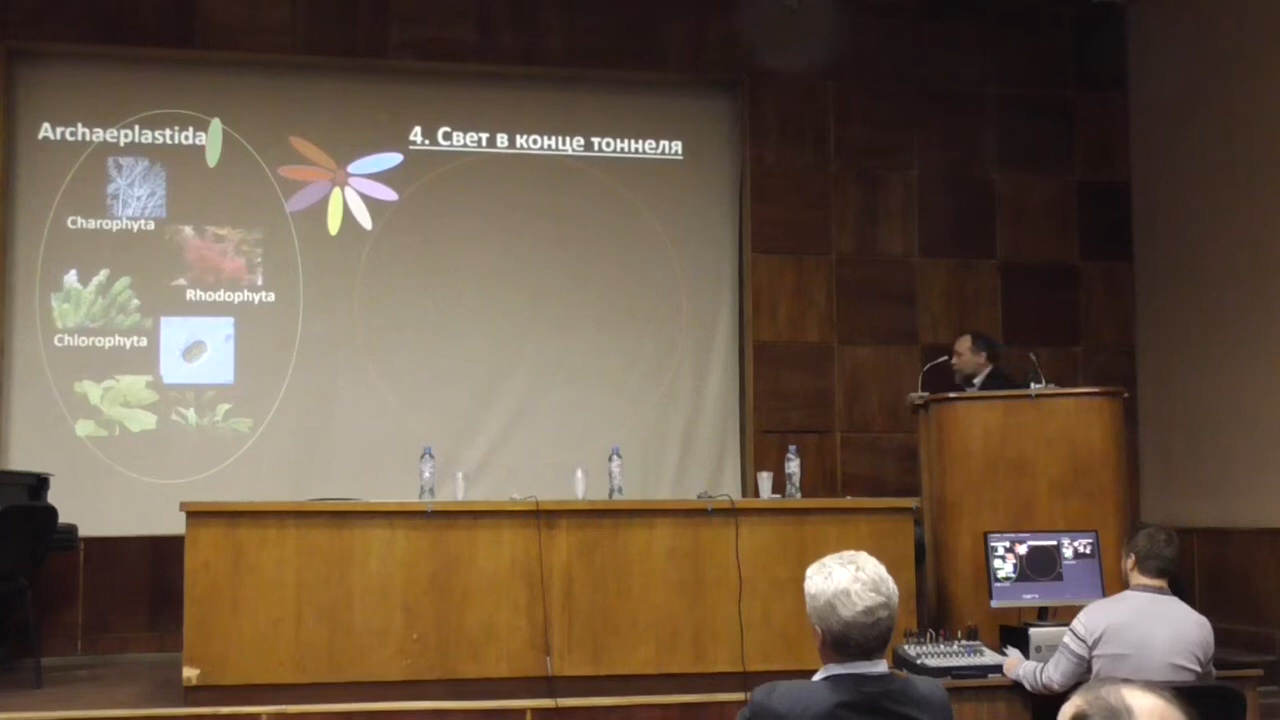 Archaeplastida
4. Свет в конце тоннеля
Charophyta
Rhodophyta
Chlorophyta